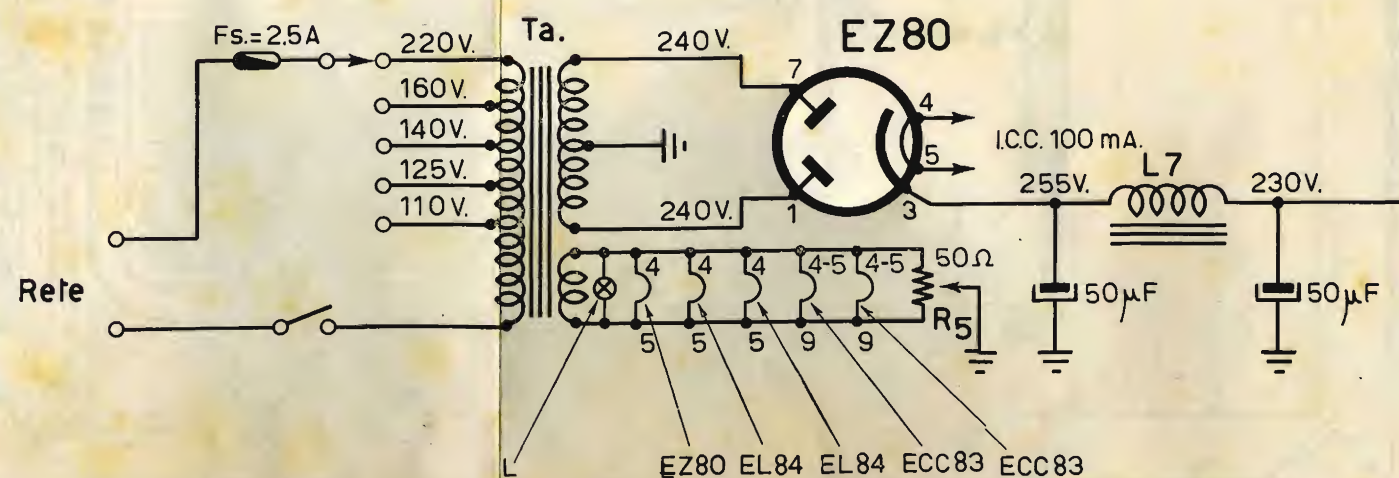 Fs.= 2,5A
220V.
Ta.
240V.
EZ80
160V.
140V.
125V.
110V.
7
4
5
1
3
240V.
I.C.C. 100 mA.
255V.
L7
230V.
50µF
50µF
Rete
4
4
4
4-5
4-5
50Ω
R5
5
5
5
9
9
L
EZ80
EL84
EL84
ECC83
ECC83